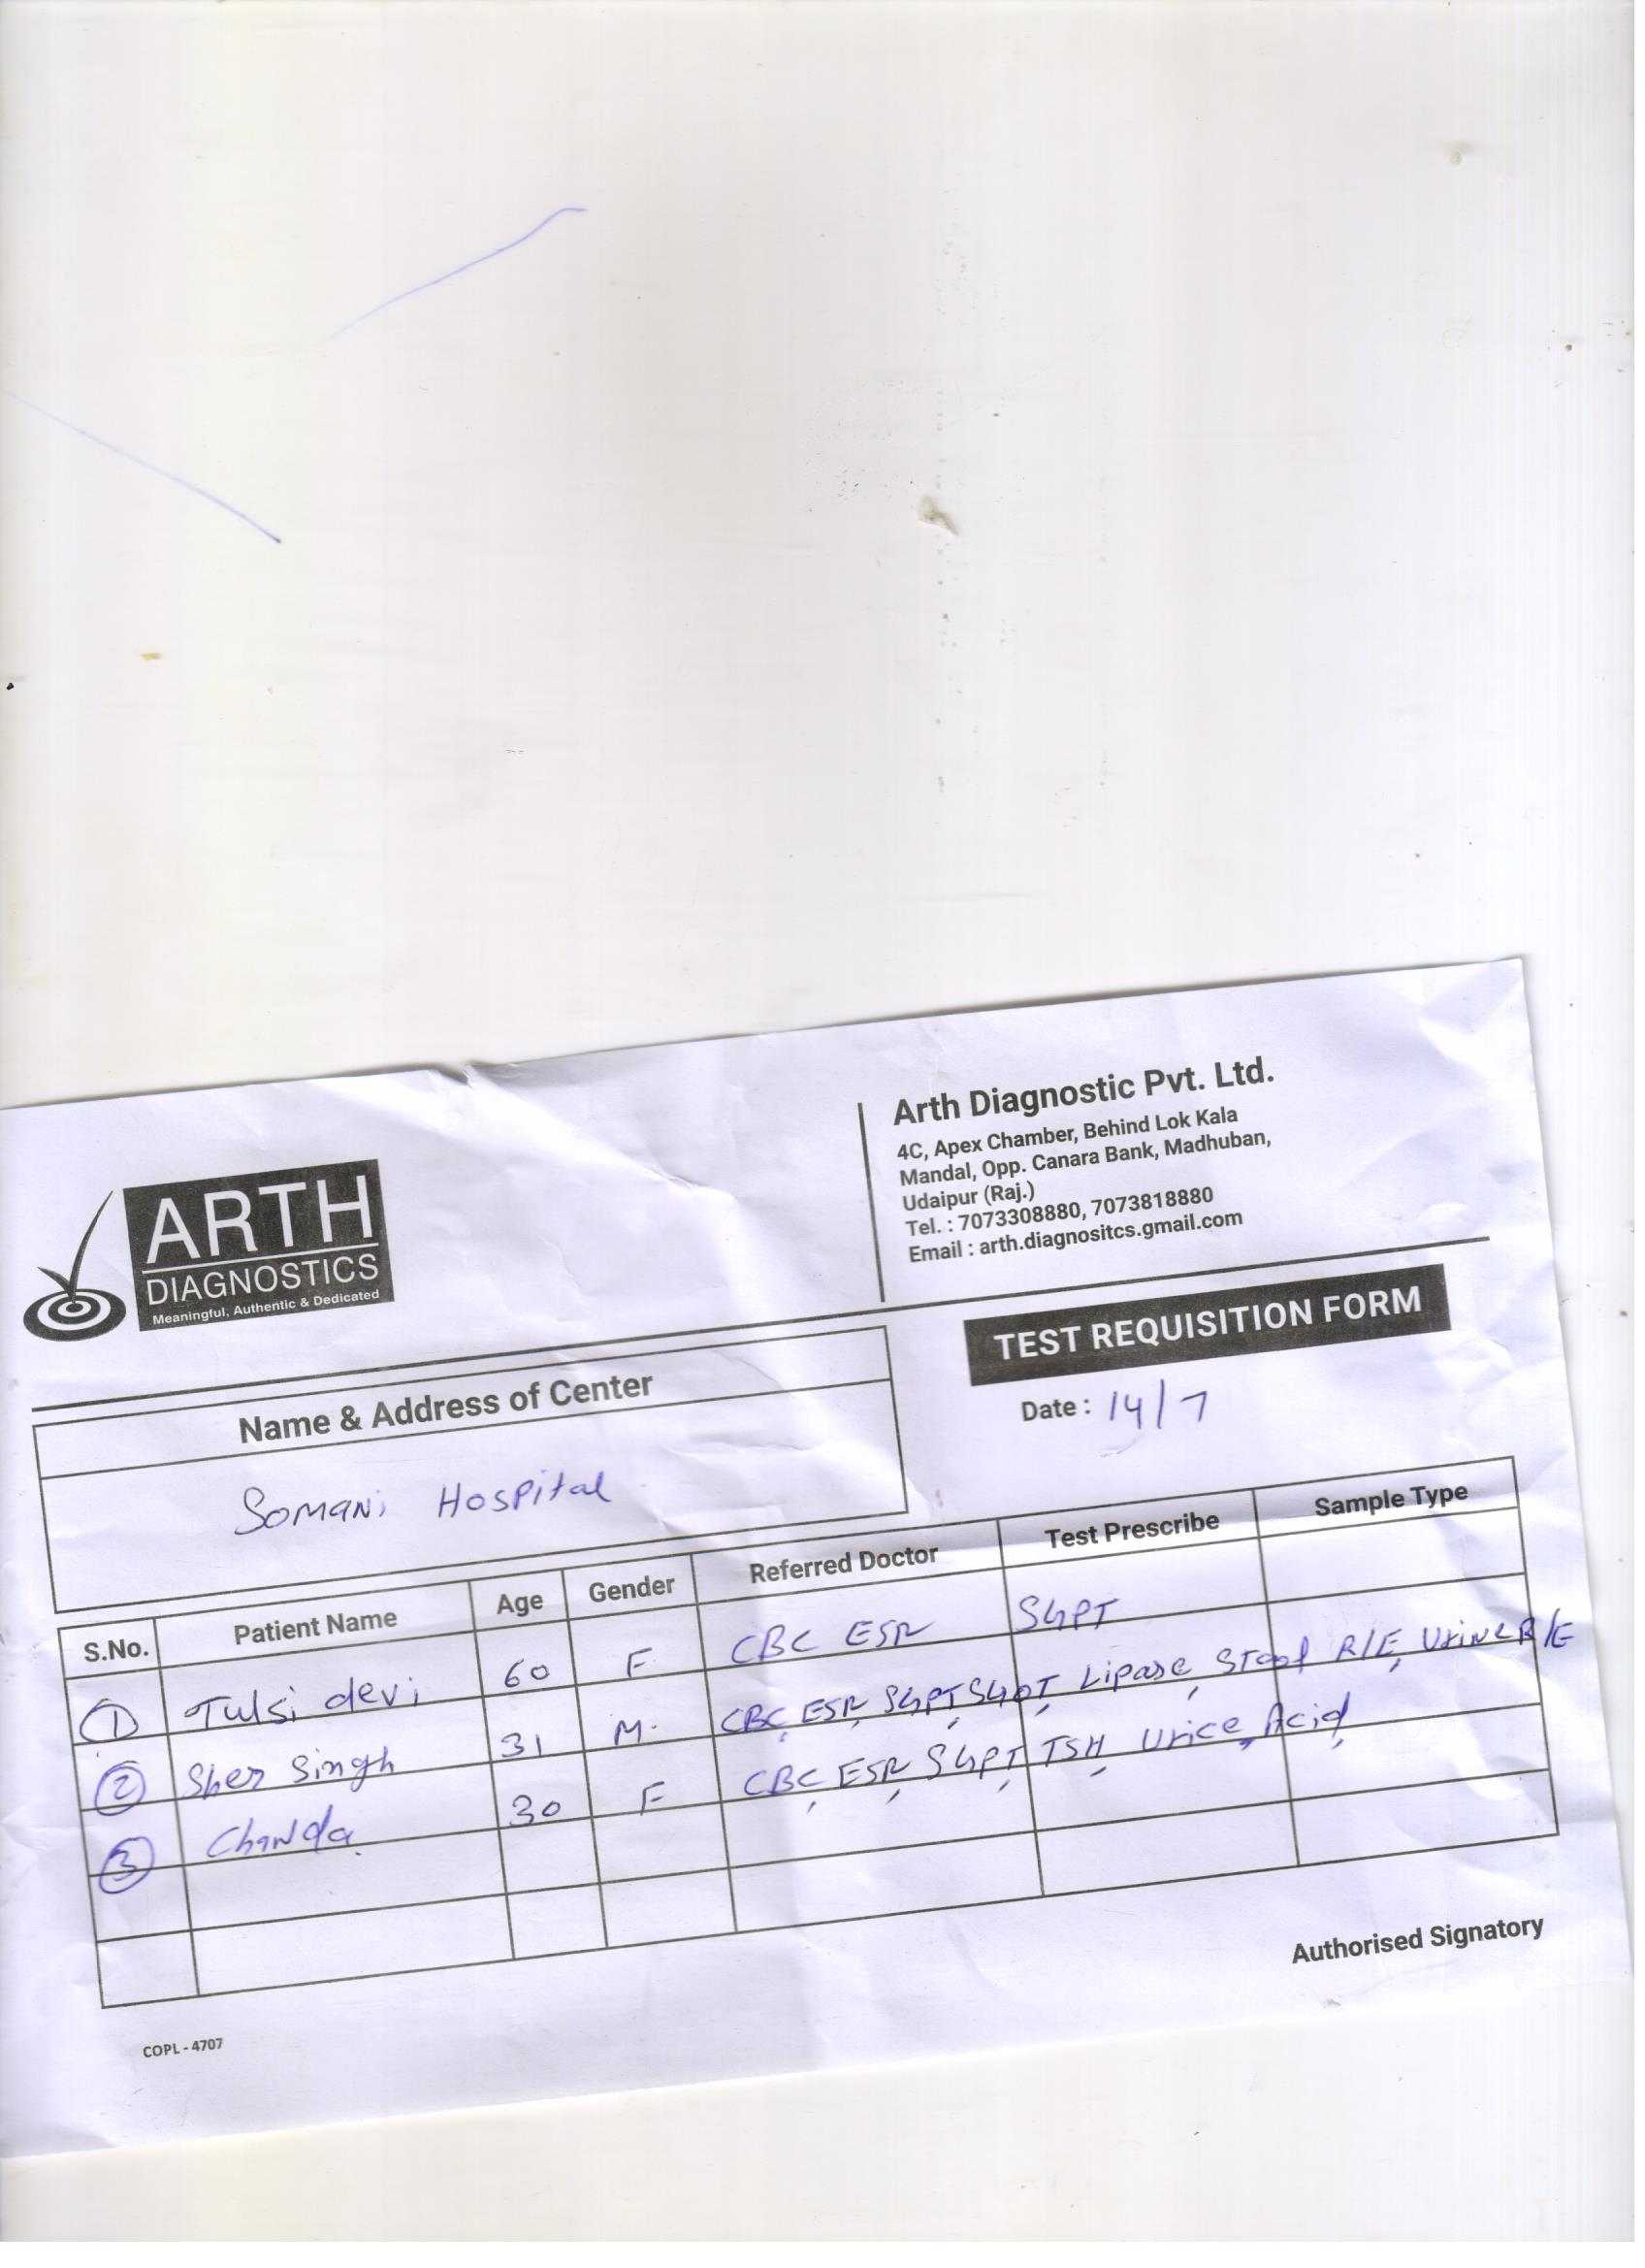 ARTH
DIAGNOSTICS
Meaningful, Authentic & Dedicated
Arth Diagnostic Pvt. Ltd.
4C, Apex Chamber, Behind Lok Kala
Mandal, Opp. Canara Bank, Madhuban,
Udaipur (Raj.)
Tel. : 7073308880, 7073818880
Email : arth.diagnositcs.gmail.com
TEST REQUISITION FORM
Date : 14/7
Name & Address of Center
Somani Hospital
S.No. Patient Name Age Gender Referred Doctor Test Prescribe Sample Type
1 Tulsi devi 60 F CBC ESR SGPT
2 Sher Singh 31 M. CBC, ESR, SGPT, SGOT, Lipase, Stool R/E, Urine R/E
3 Chanda 30 F CBC, ESR, SGPT, TSH, Urice, Acid,
Authorised Signatory
COPL - 4707